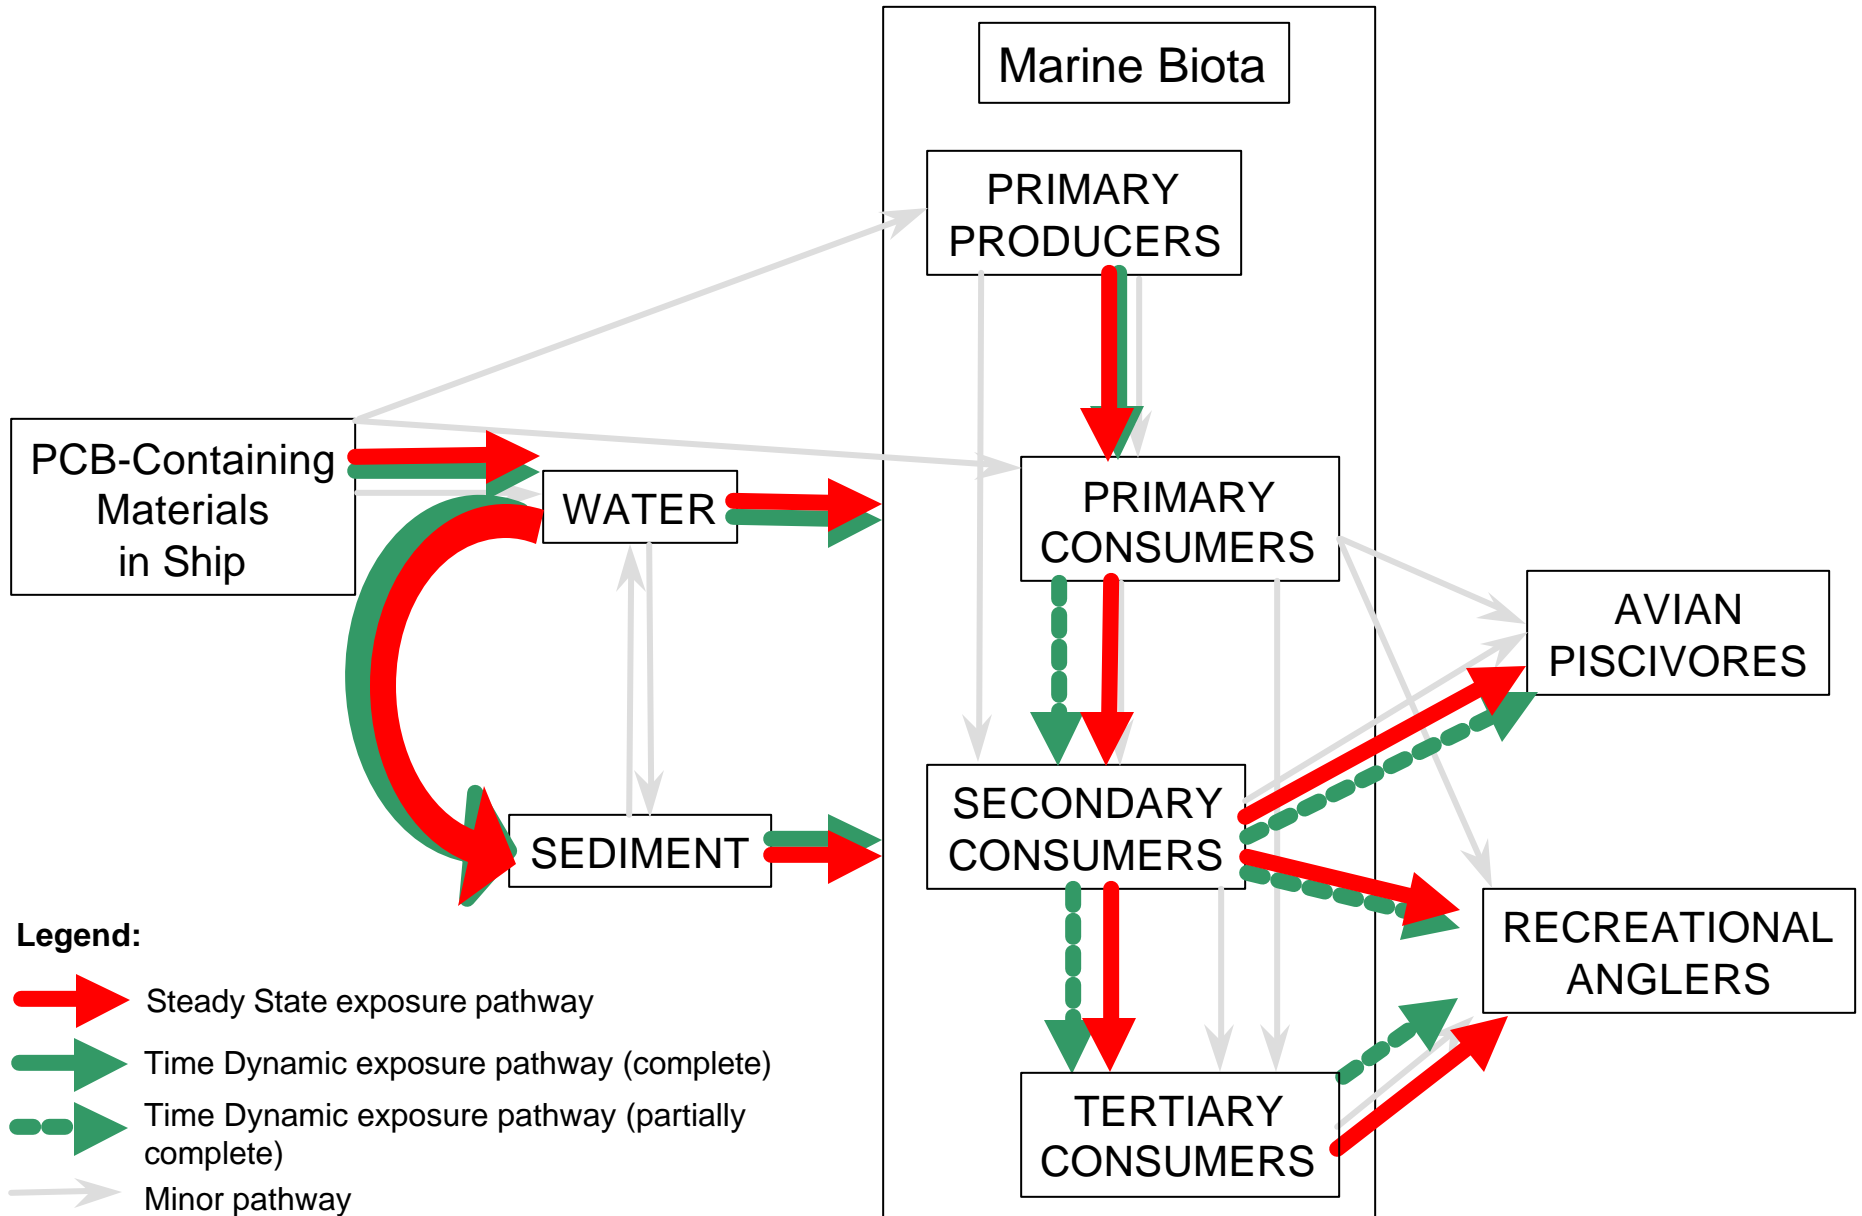 Marine Biota
PRIMARY
PRODUCERS
PCB-Containing
Materials
in Ship
WATER
PRIMARY
CONSUMERS
AVIAN
PISCIVORES
SECONDARY
CONSUMERS
SEDIMENT
RECREATIONAL
ANGLERS
TERTIARY
CONSUMERS
Legend:
Steady State exposure pathway
Time Dynamic exposure pathway (complete)
Time Dynamic exposure pathway (partially
complete)
Minor pathway